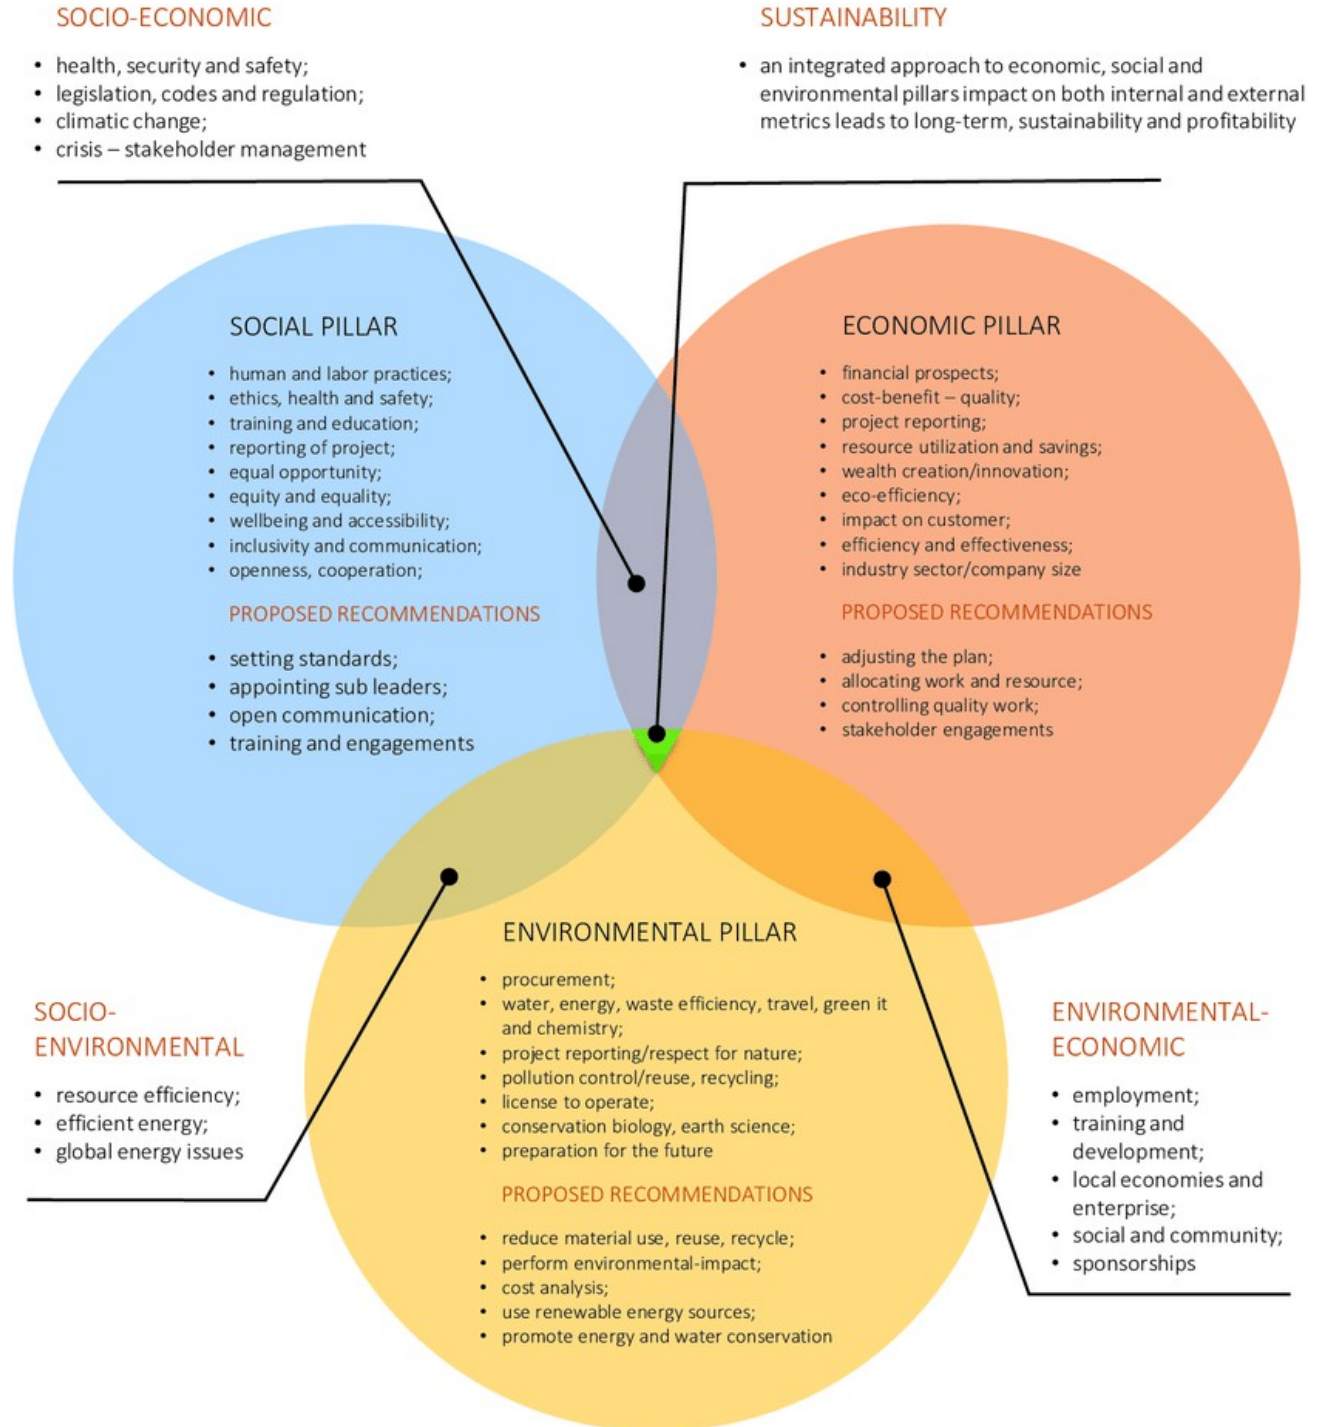 SOCIO-ECONOMIC
• health, security and safety;
• legislation, codes and regulation;
• climatic change;
• crisis – stakeholder management
SUSTAINABILITY
• an integrated approach to economic, social and
environmental pillars impact on both internal and external
metrics leads to long-term, sustainability and profitability
SOCIAL PILLAR
• human and labor practices;
• ethics, health and safety;
• training and education;
• reporting of project;
• equal opportunity;
• equity and equality;
• wellbeing and accessibility;
• inclusivity and communication;
• openness, cooperation;
PROPOSED RECOMMENDATIONS
• setting standards;
• appointing sub leaders;
• open communication;
• training and engagements
ECONOMIC PILLAR
• financial prospects;
• cost-benefit – quality;
• project reporting;
• resource utilization and savings;
• wealth creation/innovation;
• eco-efficiency;
• impact on customer;
• efficiency and effectiveness;
• industry sector/company size
PROPOSED RECOMMENDATIONS
• adjusting the plan;
• allocating work and resource;
• controlling quality work;
• stakeholder engagements
ENVIRONMENTAL PILLAR
• procurement;
• water, energy, waste efficiency, travel, green it
and chemistry;
• project reporting/respect for nature;
• pollution control/reuse, recycling;
• license to operate;
• conservation biology, earth science;
• preparation for the future
PROPOSED RECOMMENDATIONS
• reduce material use, reuse, recycle;
• perform environmental-impact;
• cost analysis;
• use renewable energy sources;
• promote energy and water conservation
SOCIO-
ENVIRONMENTAL
• resource efficiency;
• efficient energy;
• global energy issues
ENVIRONMENTAL-
ECONOMIC
• employment;
• training and
development;
• local economies and
enterprise;
• social and community;
• sponsorships